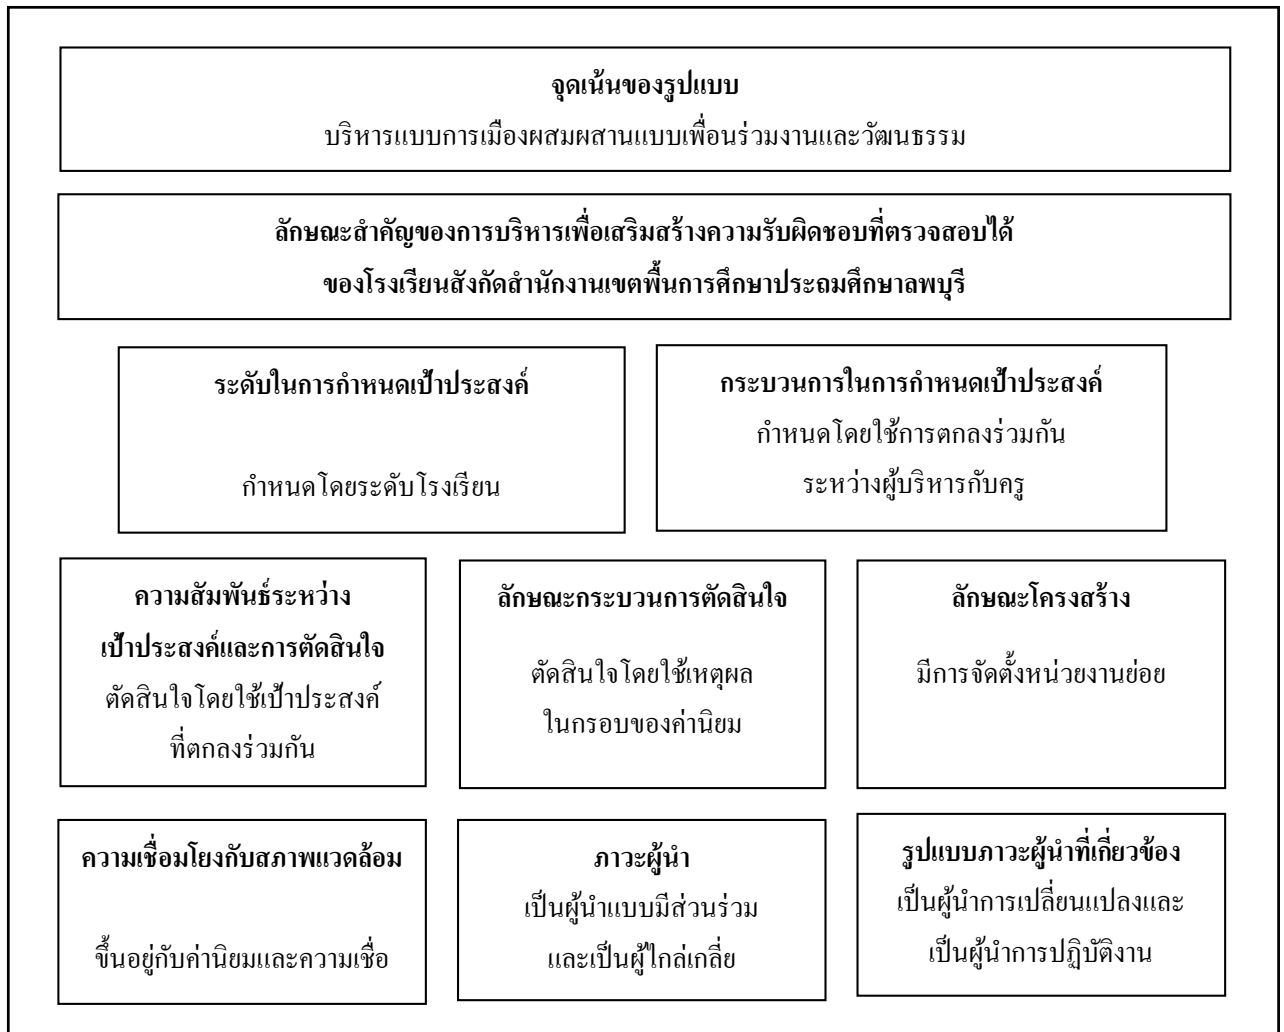 จุดเน้นของรูปแบบ
บริหารแบบการเมืองผสมผสานแบบเพื่อนร่วมงานและวัฒนธรรม
ลักษณะสำคัญของการบริหารเพื่อเสริมสร้างความรับผิดชอบที่ตรวจสอบได้
ของโรงเรียนสังกัดสำนักงานเขตพื้นการศึกษาประถมศึกษาลพบุรี
ระดับในการกำหนดเป้าประสงค์
กำหนดโดยระดับโรงเรียน
กระบวนการในการกำหนดเป้าประสงค์
กำหนดโดยใช้การตกลงร่วมกัน
ระหว่างผู้บริหารกับครู
ความสัมพันธ์ระหว่าง
เป้าประสงค์และการตัดสินใจ
ตัดสินใจโดยใช้เป้าประสงค์
ที่ตกลงร่วมกัน
ลักษณะกระบวนการตัดสินใจ
ตัดสินใจโดยใช้เหตุผล
ในกรอบของค่านิยม
ลักษณะโครงสร้าง
มีการจัดตั้งหน่วยงานย่อย
ความเชื่อมโยงกับสภาพแวดล้อม
ขึ้นอยู่กับค่านิยมและความเชื่อ
ภาวะผู้นำ
เป็นผู้นำแบบมีส่วนร่วม
และเป็นผู้ไกล่เกลี่ย
รูปแบบภาวะผู้นำที่เกี่ยวข้อง
เป็นผู้นำการเปลี่ยนแปลงและ
เป็นผู้นำการปฏิบัติงาน